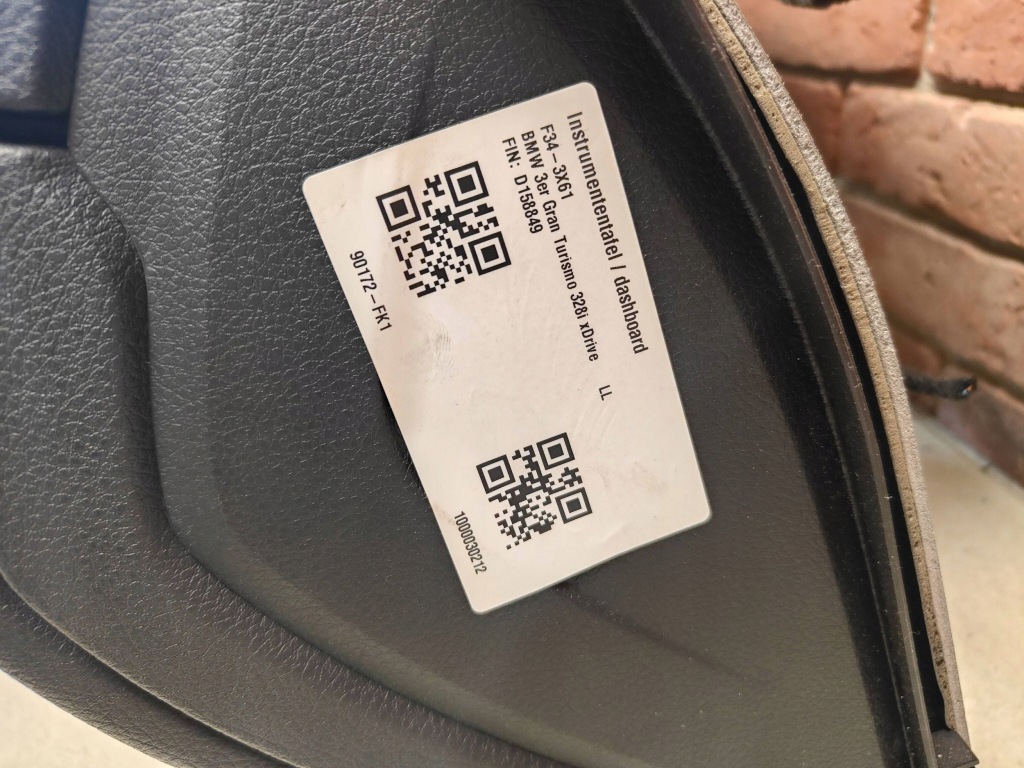 Instrumententafel / dashboard
F34-3X61
BMW 3er Gran Turismo 328i xDrive LL
FIN: D158849
90172-FK1
1000030212